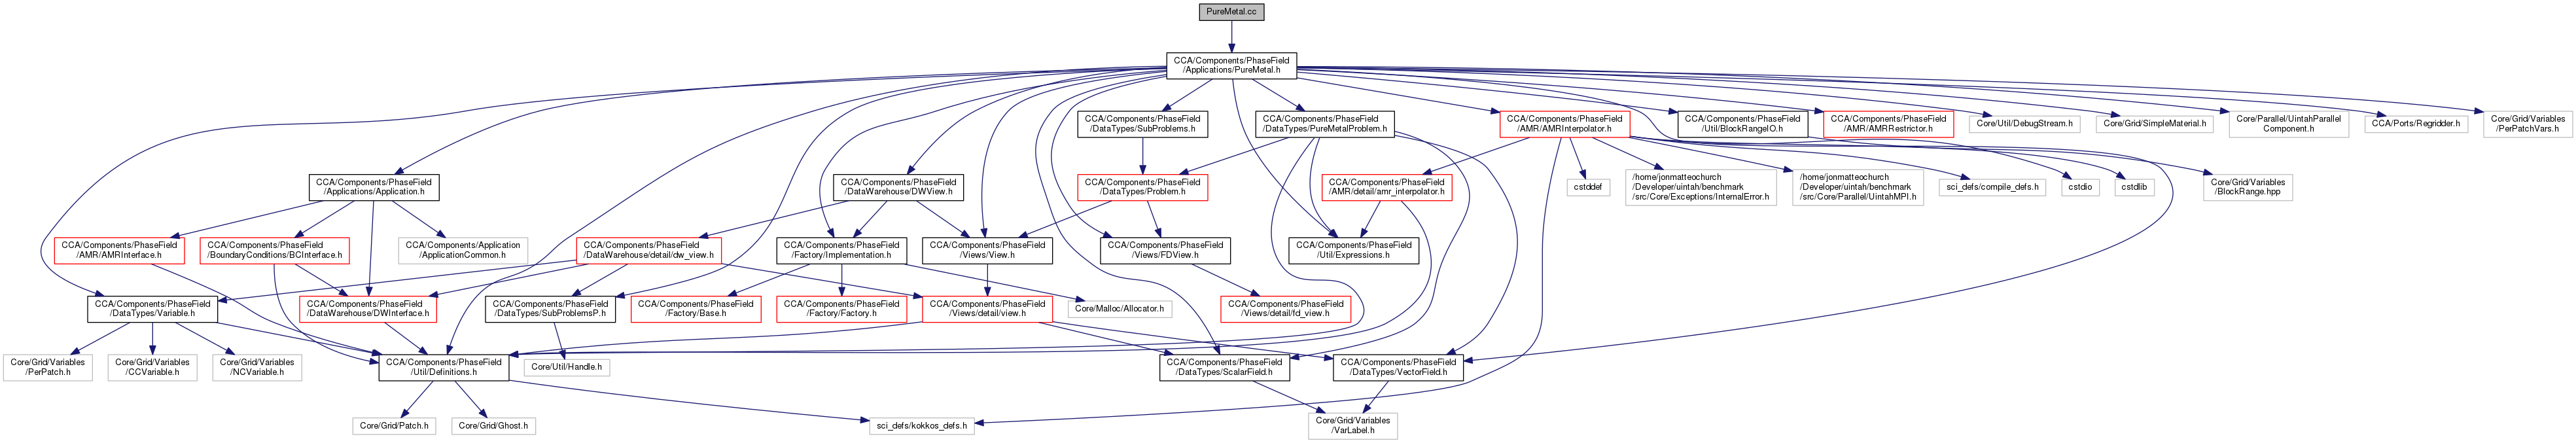 PureMetal.cc
CCA/Components/PhaseField
/Applications/PureMetal.h
CCA/Components/PhaseField
/DataTypes/SubProblems.h
CCA/Components/PhaseField
/DataTypes/PureMetalProblem.h
CCA/Components/PhaseField
/AMR/AMRInterpolator.h
CCA/Components/PhaseField
/Util/BlockRangeIO.h
CCA/Components/PhaseField
/AMR/AMRRestrictor.h
Core/Util/DebugStream.h
Core/Grid/SimpleMaterial.h
Core/Parallel/UintahParallel
Component.h
CCA/Ports/Regridder.h
Core/Grid/Variables
/PerPatchVars.h
CCA/Components/PhaseField
/Applications/Application.h
CCA/Components/PhaseField
/DataWarehouse/DWView.h
CCA/Components/PhaseField
/DataTypes/Problem.h
CCA/Components/PhaseField
/AMR/detail/amr_interpolator.h
cstddef
/home/jonmatteochurch
/Developer/uintah/benchmark
/src/Core/Exceptions/InternalError.h
/home/jonmatteochurch
/Developer/uintah/benchmark
/src/Core/Parallel/UintahMPI.h
sci_defs/compile_defs.h
cstdio
cstdlib
Core/Grid/Variables
/BlockRange.hpp
CCA/Components/PhaseField
/AMR/AMRInterface.h
CCA/Components/PhaseField
/BoundaryConditions/BCInterface.h
CCA/Components/Application
/ApplicationCommon.h
CCA/Components/PhaseField
/DataWarehouse/detail/dw_view.h
CCA/Components/PhaseField
/Factory/Implementation.h
CCA/Components/PhaseField
/Views/View.h
CCA/Components/PhaseField
/Views/FDView.h
CCA/Components/PhaseField
/Util/Expressions.h
CCA/Components/PhaseField
/DataTypes/Variable.h
CCA/Components/PhaseField
/DataWarehouse/DWInterface.h
CCA/Components/PhaseField
/DataTypes/SubProblemsP.h
CCA/Components/PhaseField
/Factory/Base.h
CCA/Components/PhaseField
/Factory/Factory.h
CCA/Components/PhaseField
/Views/detail/view.h
Core/Malloc/Allocator.h
CCA/Components/PhaseField
/Views/detail/fd_view.h
Core/Grid/Variables
/PerPatch.h
Core/Grid/Variables
/CCVariable.h
Core/Grid/Variables
/NCVariable.h
CCA/Components/PhaseField
/Util/Definitions.h
Core/Util/Handle.h
CCA/Components/PhaseField
/DataTypes/ScalarField.h
CCA/Components/PhaseField
/DataTypes/VectorField.h
Core/Grid/Patch.h
Core/Grid/Ghost.h
sci_defs/kokkos_defs.h
Core/Grid/Variables
/VarLabel.h